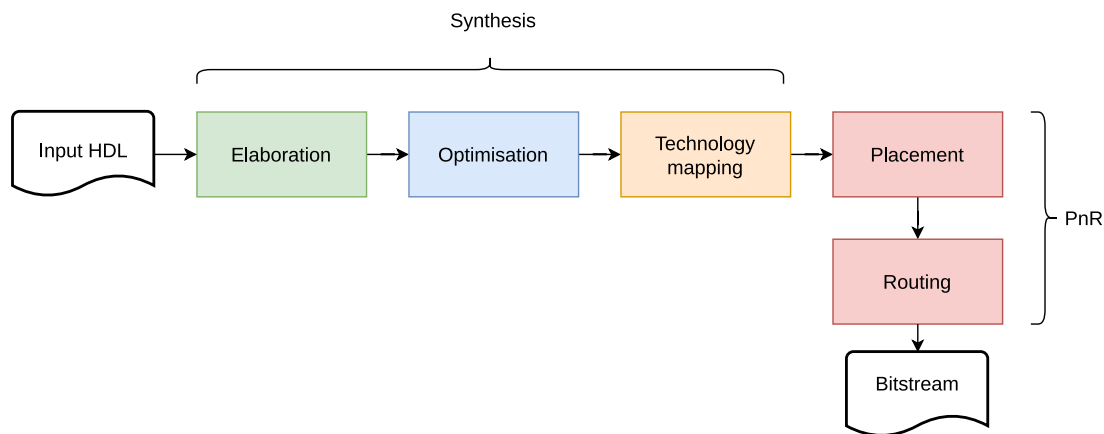 Synthesis
Input HDL
Elaboration
Optimisation
Technology
mapping
Placement
PnR
Routing
Bitstream